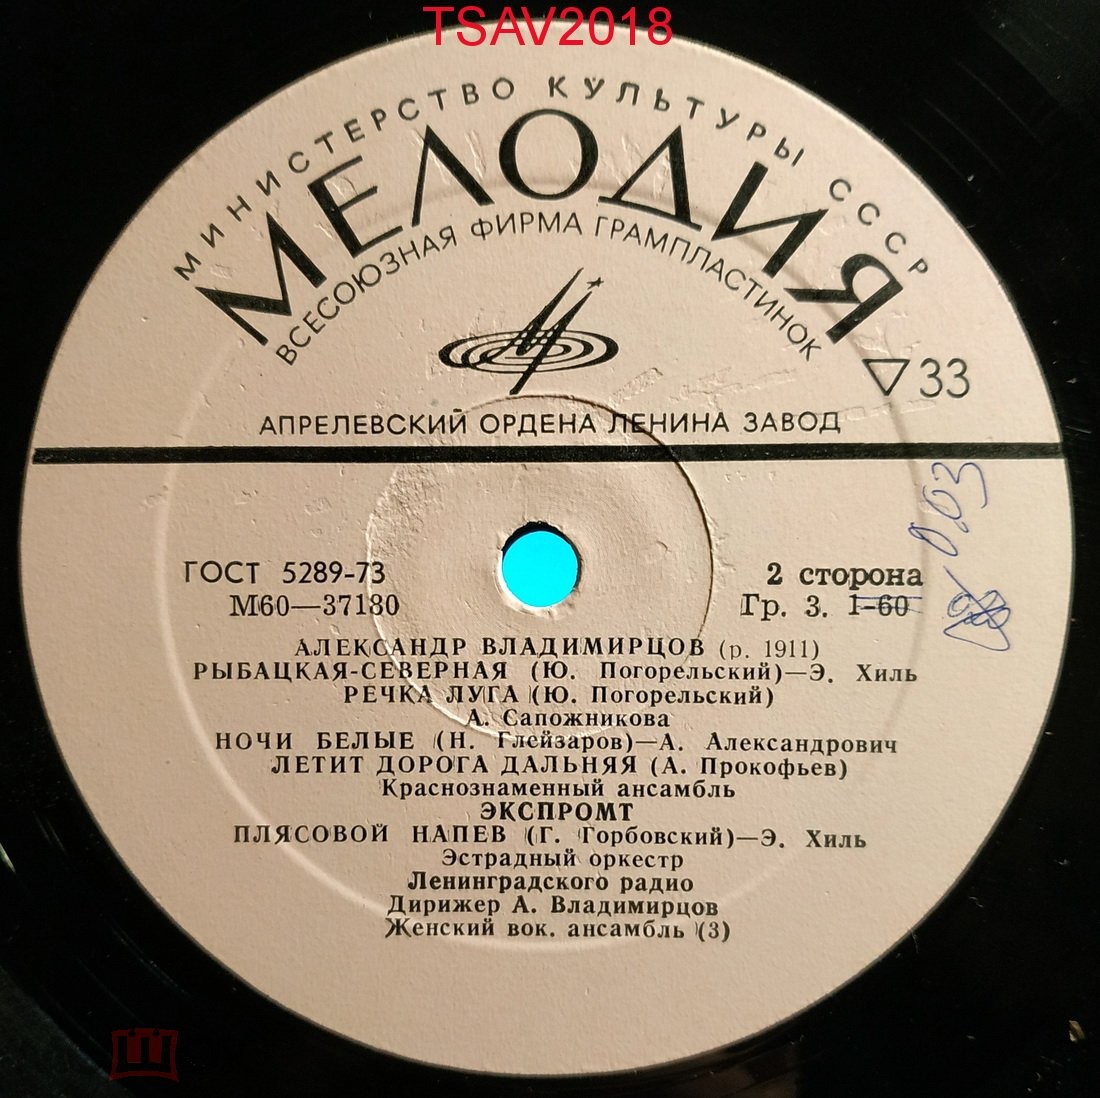 TSAV2018
МИНИСТЕРСТВО КУЛЬТУРЫ СССР
МЕЛОДИЯ
ВСЕСОЮЗНАЯ ФИРМА ГРАМПЛАСТИНОК
33
АПРЕЛЕВСКИЙ ОРДЕНА ЛЕНИНА ЗАВОД
ГОСТ 5289-73
М60—37180
2 сторона
Гр. 3. 1-60
0.03
АЛЕКСАНДР ВЛАДИМИРЦОВ (р. 1911)
РЫБАЦКАЯ-СЕВЕРНАЯ (Ю. Погорельский)—Э. Хиль
РЕЧКА ЛУГА (Ю. Погорельский)
А. Сапожникова
НОЧИ БЕЛЫЕ (Н. Глейзаров)—А. Александрович
ЛЕТИТ ДОРОГА ДАЛЬНЯЯ (А. Прокофьев)
Краснознаменный ансамбль
ЭКСПРОМТ
ПЛЯСОВОЙ НАПЕВ (Г. Горбовский)—Э. Хиль
Эстрадный оркестр
Ленинградского радио
Дирижер А. Владимирцов
Женский вок. ансамбль (3)